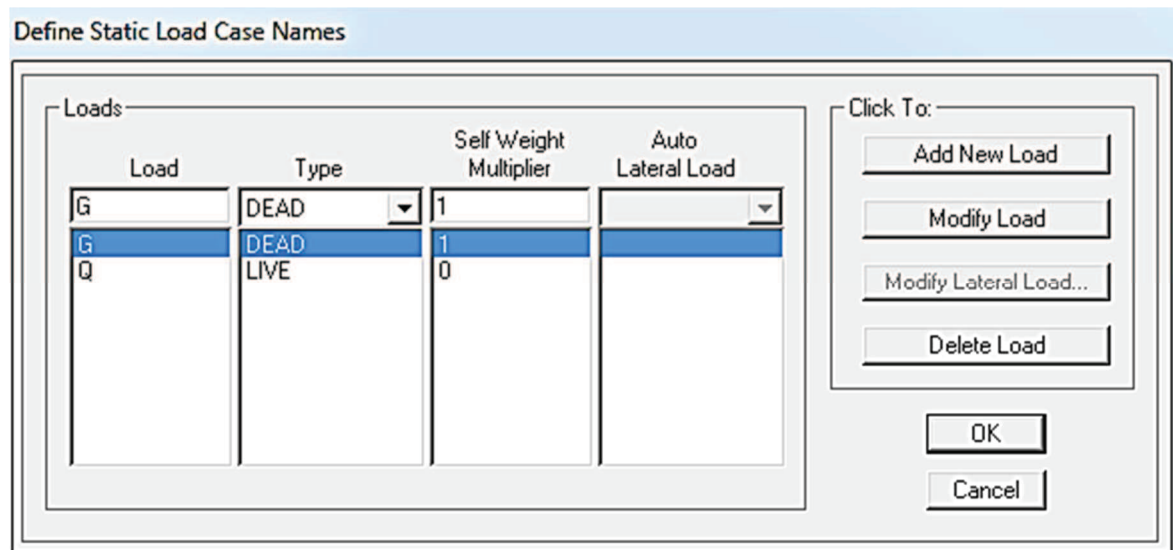 Define Static Load Case Names
Loads
Click To:
Load Type Self Weight Multiplier Auto Lateral Load
G DEAD 1
G DEAD 1
Q LIVE 0
Add New Load
Modify Load
Modify Lateral Load...
Delete Load
OK
Cancel